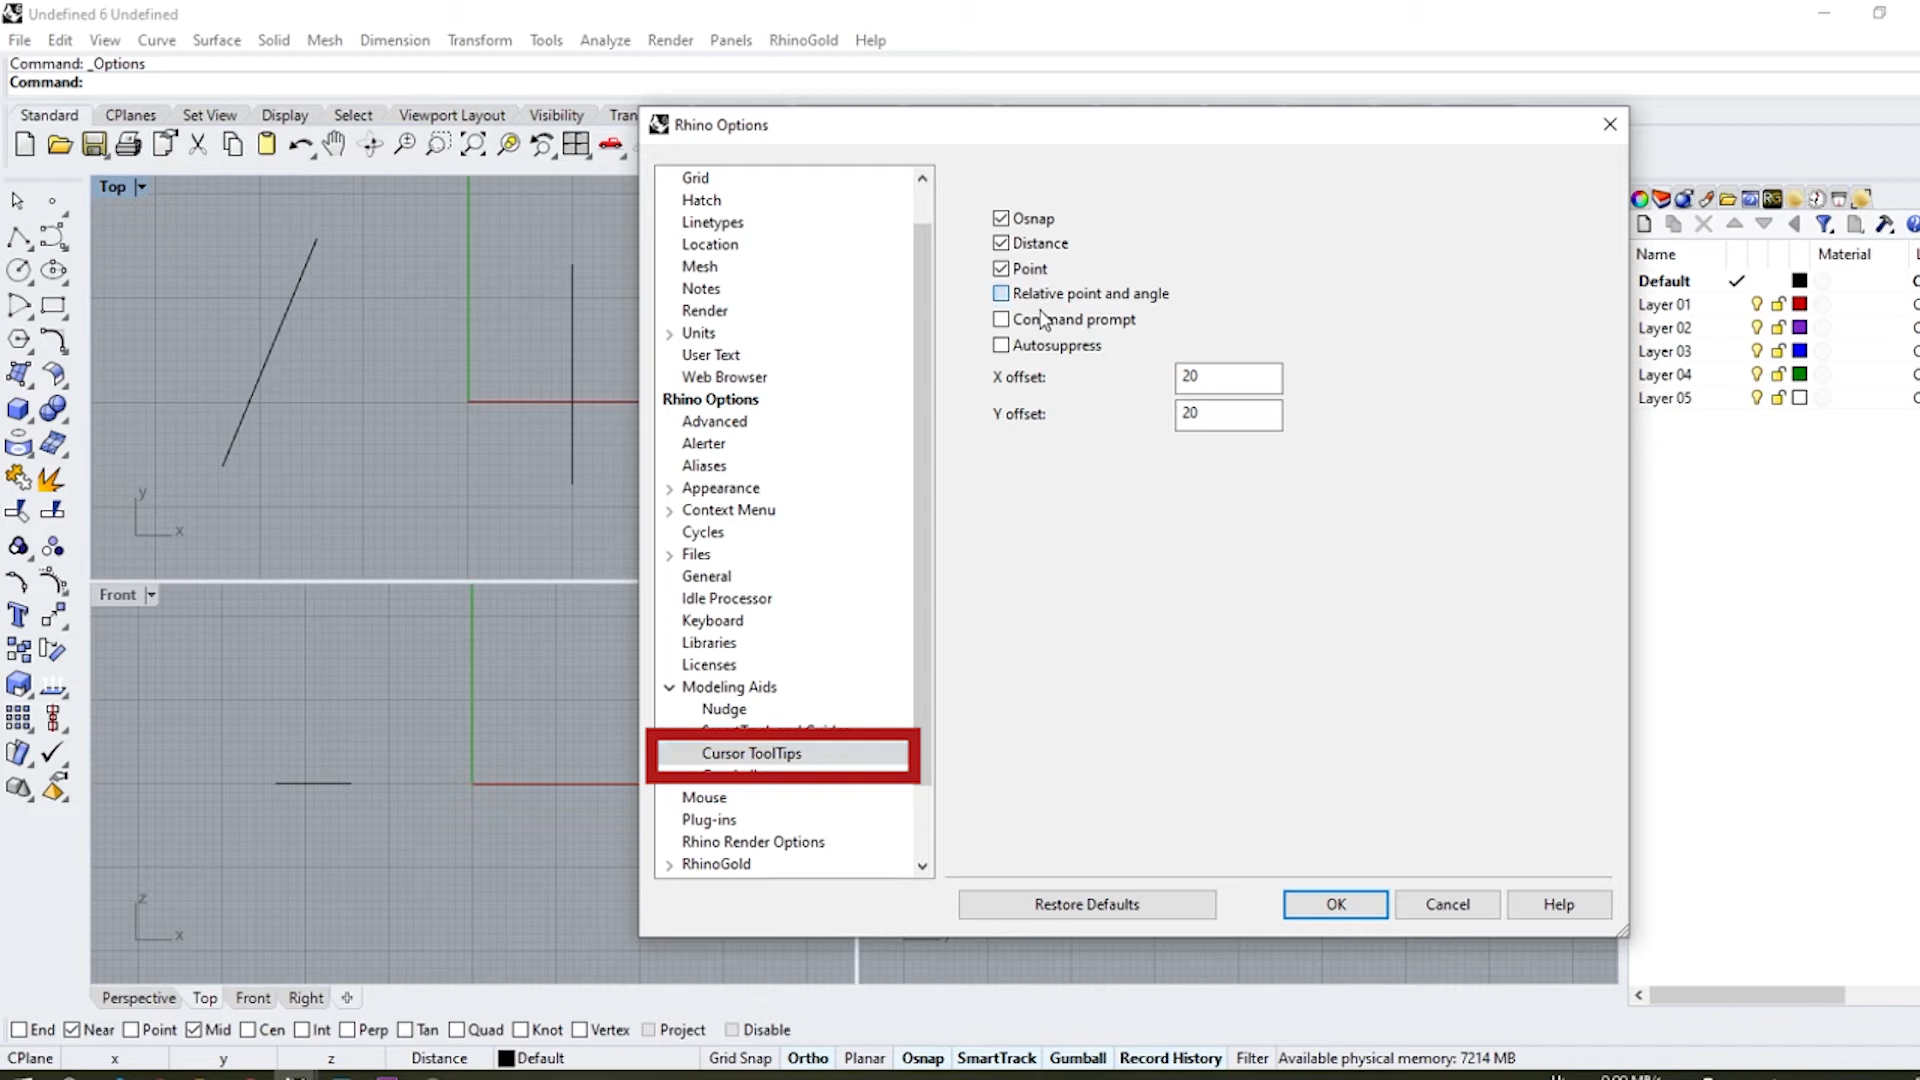 Undefined 6 Undefined
File Edit View Curve Surface Solid Mesh Dimension Transform Tools Analyze Render Panels RhinoGold Help
Command: _Options
Command:
Standard CPlanes Set View Display Select Viewport Layout Visibility Tran
Rhino Options
Top
Grid
Hatch
Linetypes
Location
Mesh
Notes
Render
Units
User Text
Web Browser
Rhino Options
Advanced
Alerter
Aliases
Appearance
Context Menu
Cycles
Files
General
Idle Processor
Keyboard
Libraries
Licenses
Modeling Aids
Nudge
Cursor ToolTips
Mouse
Plug-ins
Rhino Render Options
RhinoGold
Osnap
Distance
Point
Relative point and angle
Command prompt
Autosuppress
X offset: 20
Y offset: 20
Restore Defaults OK Cancel Help
Name Material
Default
Layer 01
Layer 02
Layer 03
Layer 04
Layer 05
y
x
Front
z
x
Perspective Top Front Right
End Near Point Mid Cen Int Perp Tan Quad Knot Vertex Project Disable
CPlane x y z Distance Default Grid Snap Ortho Planar Osnap SmartTrack Gumball Record History Filter Available physical memory: 7214 MB